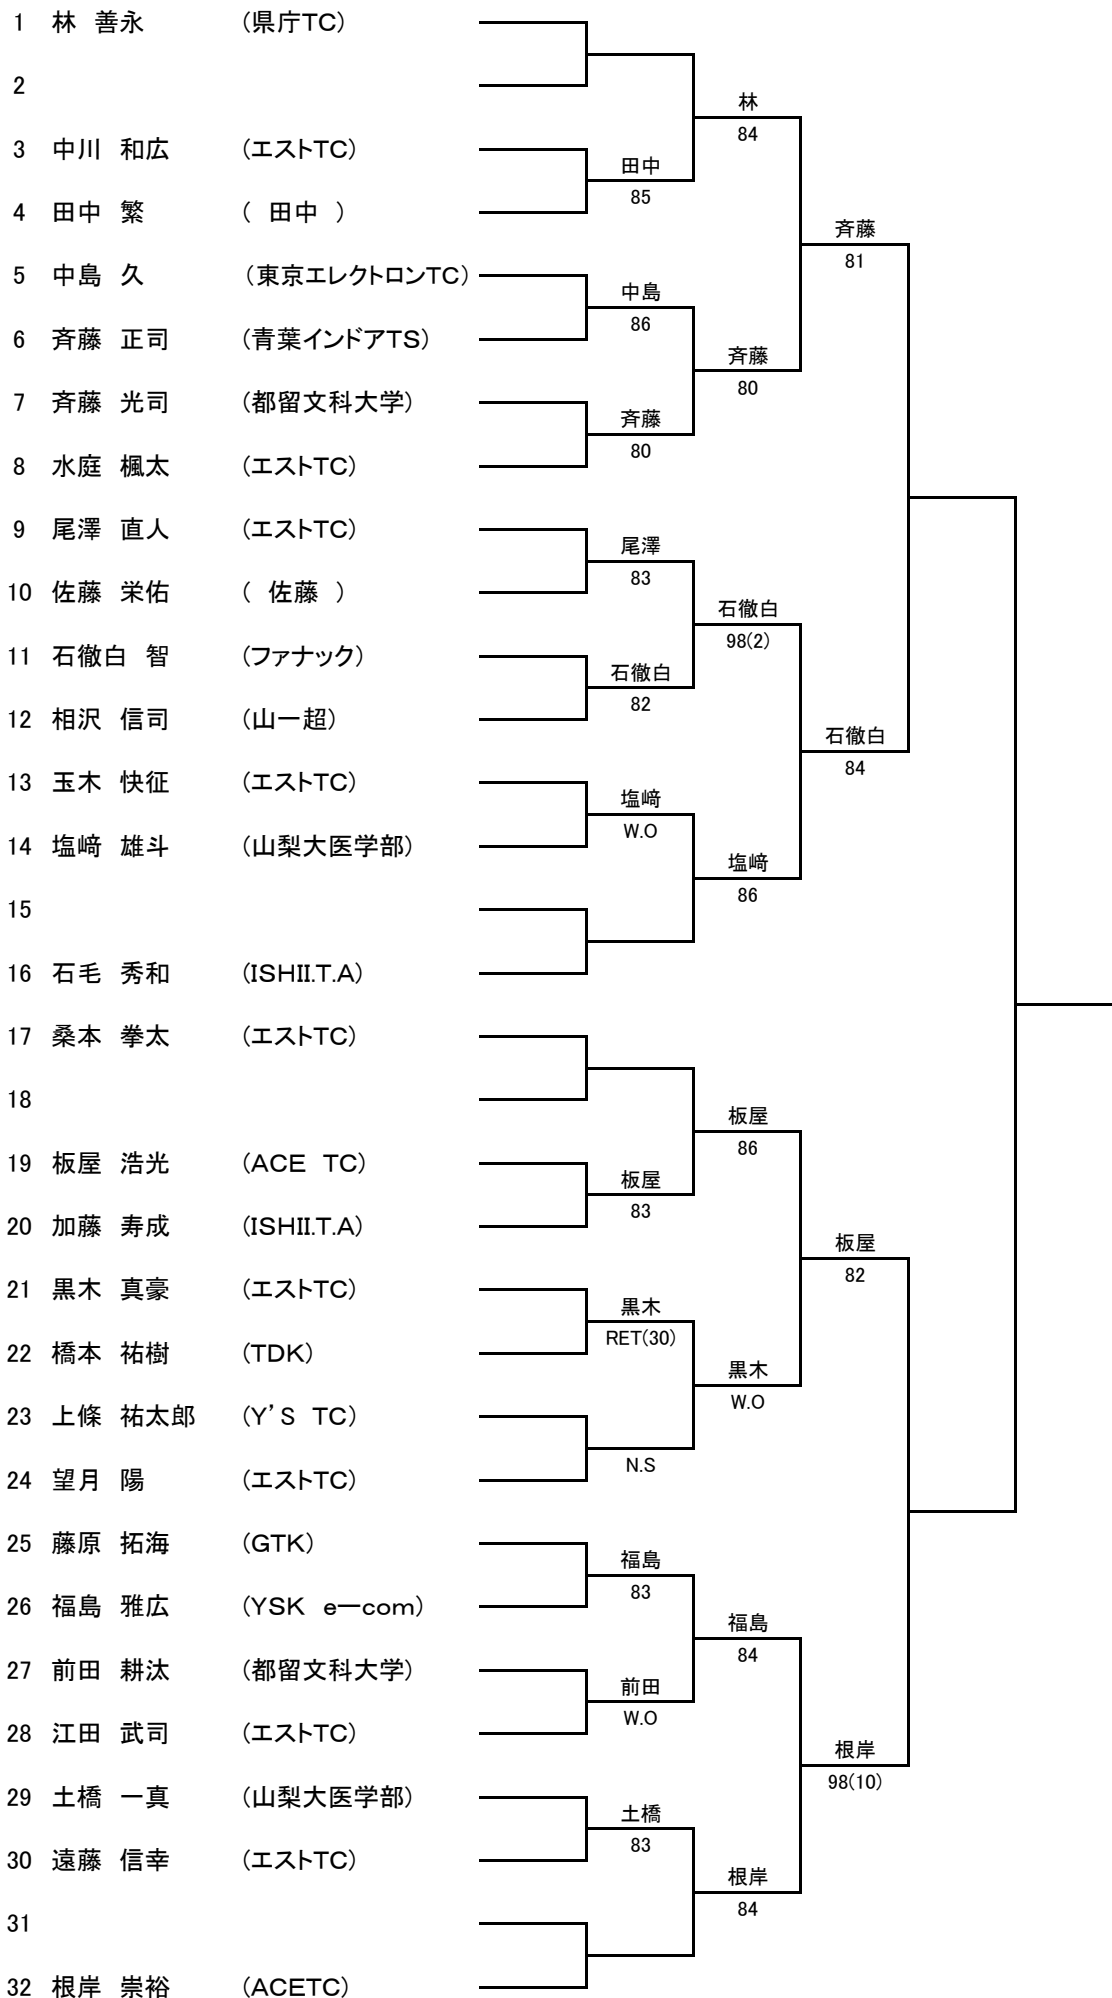 1 林 善永 (県庁TC)
2
林
84
3 中川 和広 (エストTC)
田中
85
4 田中 繁 ( 田中 )
斉藤
81
5 中島 久 (東京エレクトロンTC)
中島
86
6 斉藤 正司 (青葉インドアTS)
斉藤
80
7 斉藤 光司 (都留文科大学)
斉藤
80
8 水庭 楓太 (エストTC)
9 尾澤 直人 (エストTC)
尾澤
83
10 佐藤 栄佑 ( 佐藤 )
石徹白
98(2)
11 石徹白 智 (ファナック)
石徹白
82
12 相沢 信司 (山一超)
石徹白
84
13 玉木 快征 (エストTC)
塩﨑
W.O
14 塩﨑 雄斗 (山梨大医学部)
塩﨑
86
15
16 石毛 秀和 (ISHII.T.A)
17 桑本 拳太 (エストTC)
18
板屋
86
19 板屋 浩光 (ACE TC)
板屋
83
20 加藤 寿成 (ISHII.T.A)
板屋
82
21 黒木 真豪 (エストTC)
黒木
RET(30)
22 橋本 祐樹 (TDK)
黒木
W.O
23 上條 祐太郎 (Y'S TC)
N.S
24 望月 陽 (エストTC)
25 藤原 拓海 (GTK)
福島
83
26 福島 雅広 (YSK e-com)
福島
84
27 前田 耕汰 (都留文科大学)
前田
W.O
28 江田 武司 (エストTC)
根岸
98(10)
29 土橋 一真 (山梨大医学部)
土橋
83
30 遠藤 信幸 (エストTC)
根岸
84
31
32 根岸 崇裕 (ACETC)